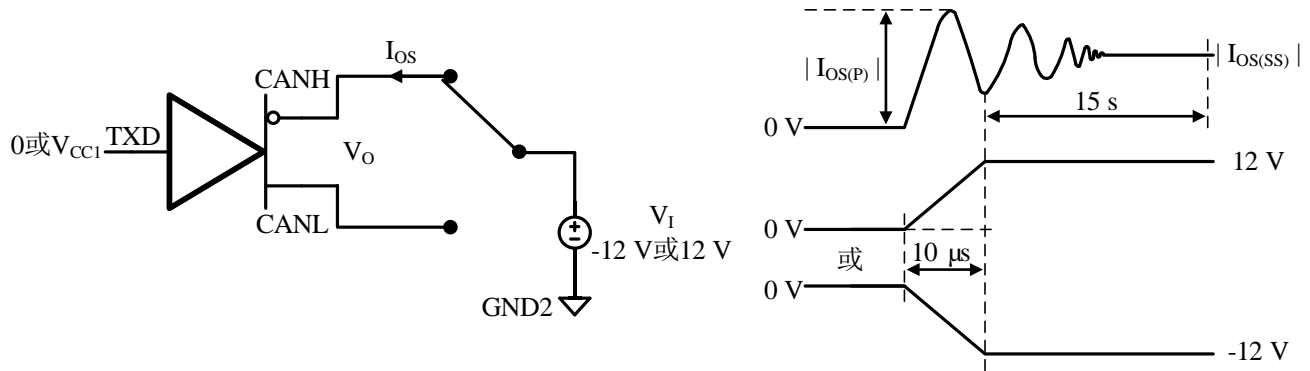 I_OS
CANH
0或V_CC1
TXD
V_O
CANL
V_I
-12 V或12 V
GND2
| I_OS(P) |
| I_OS(SS) |
15 s
0 V
12 V
0 V
或
10 μs
0 V
-12 V